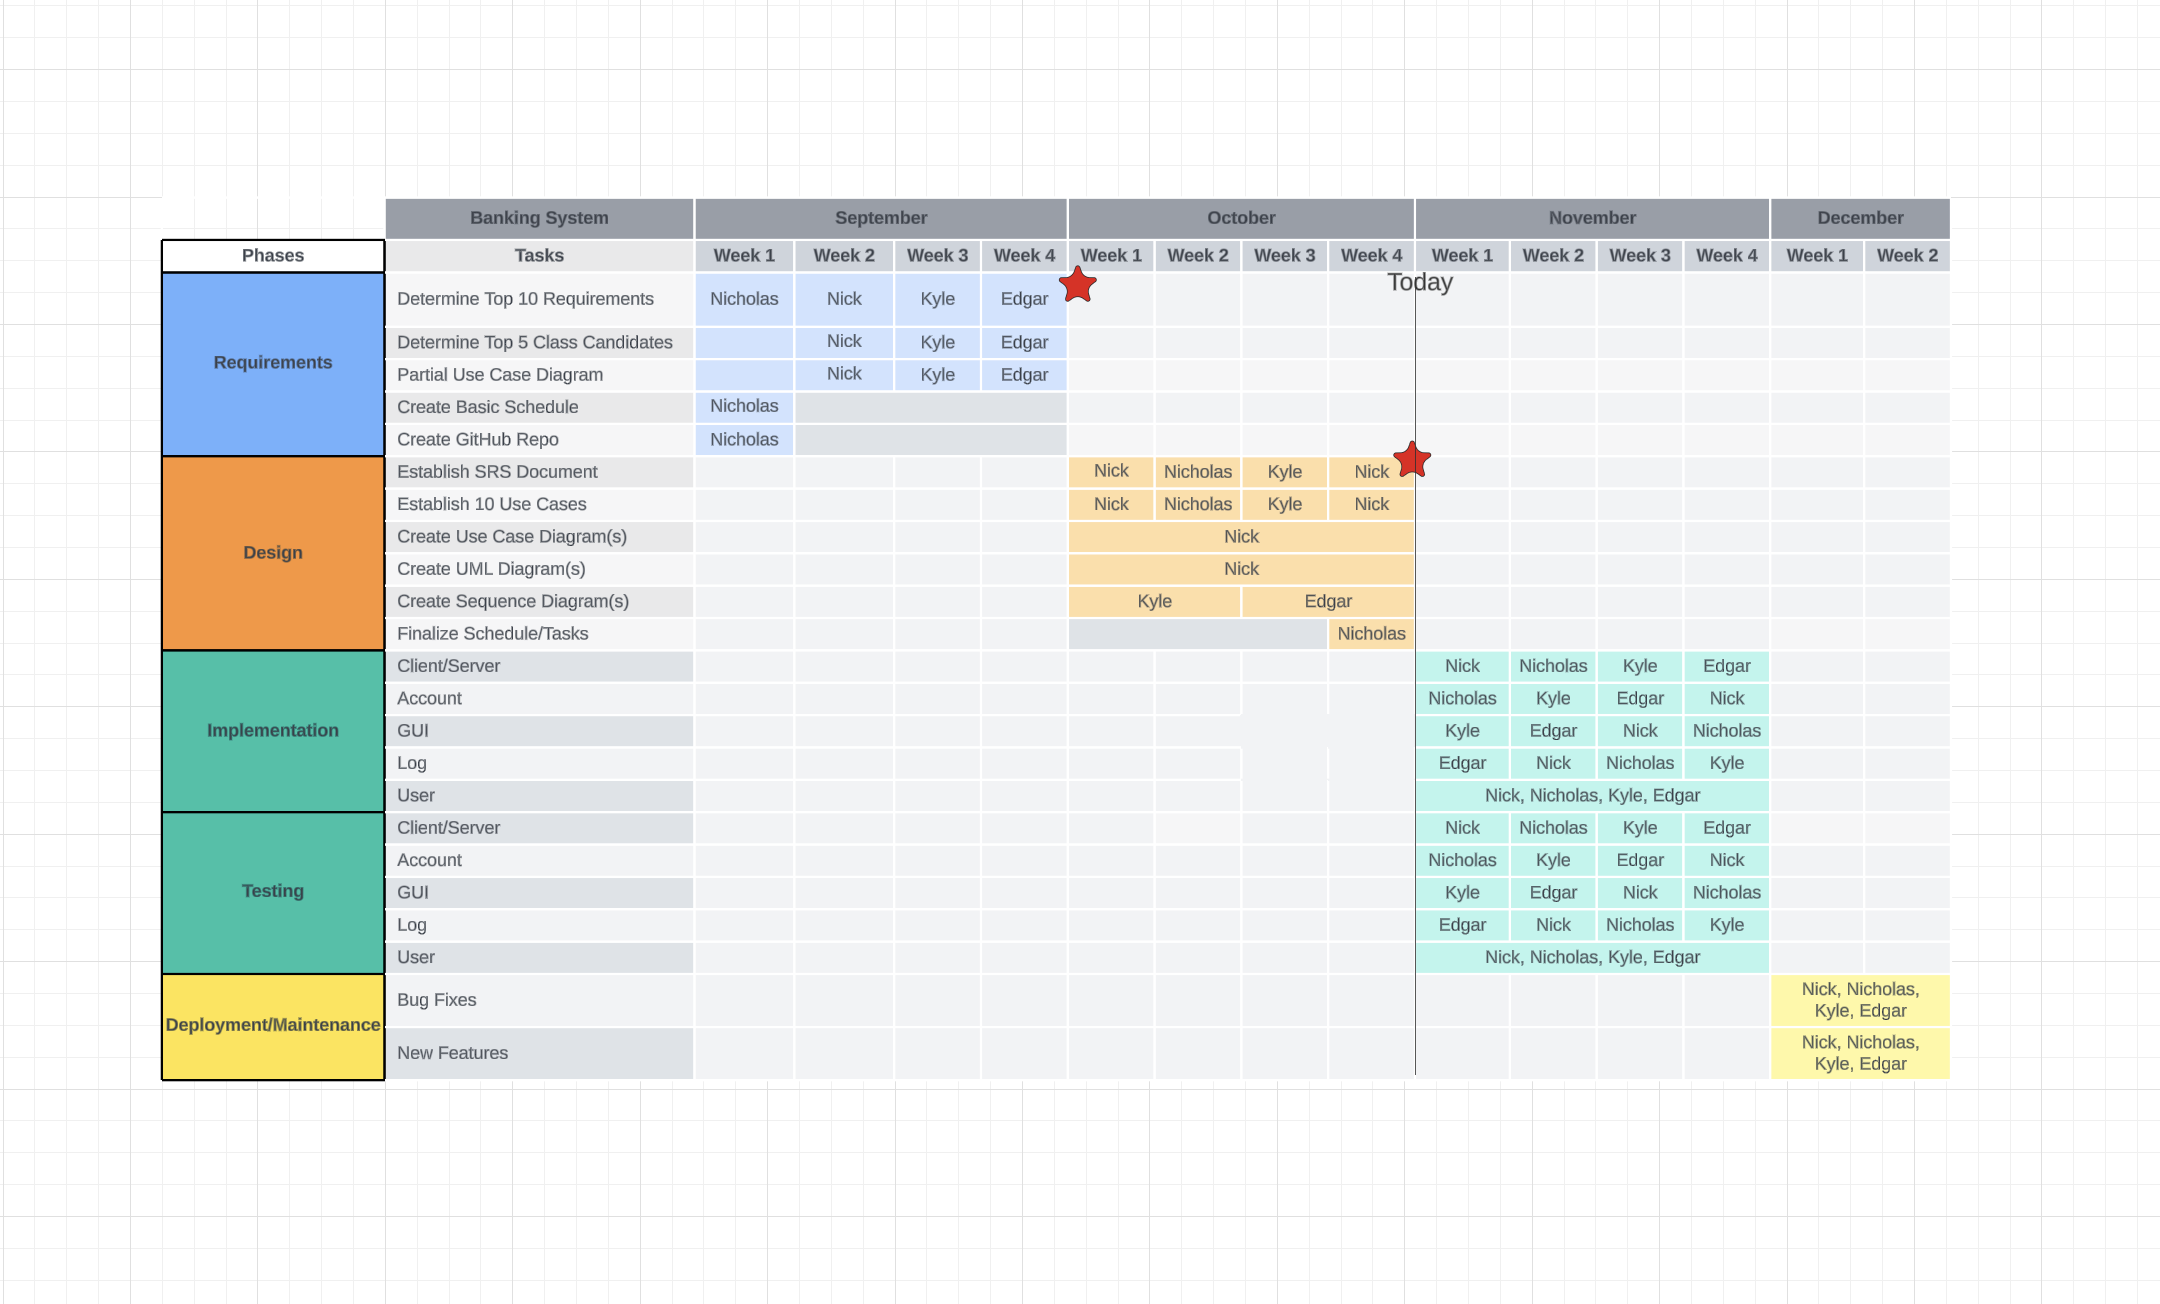 Banking System September October November December
Phases Tasks Week 1 Week 2 Week 3 Week 4 Week 1 Week 2 Week 3 Week 4 Week 1 Week 2 Week 3 Week 4 Week 1 Week 2
Today
Requirements
Determine Top 10 Requirements Nicholas Nick Kyle Edgar
Determine Top 5 Class Candidates Nick Kyle Edgar
Partial Use Case Diagram Nick Kyle Edgar
Create Basic Schedule Nicholas
Create GitHub Repo Nicholas
Design
Establish SRS Document Nick Nicholas Kyle Nick
Establish 10 Use Cases Nick Nicholas Kyle Nick
Create Use Case Diagram(s) Nick
Create UML Diagram(s) Nick
Create Sequence Diagram(s) Kyle Edgar
Finalize Schedule/Tasks Nicholas
Implementation
Client/Server Nick Nicholas Kyle Edgar
Account Nicholas Kyle Edgar Nick
GUI Kyle Edgar Nick Nicholas
Log Edgar Nick Nicholas Kyle
User Nick, Nicholas, Kyle, Edgar
Testing
Client/Server Nick Nicholas Kyle Edgar
Account Nicholas Kyle Edgar Nick
GUI Kyle Edgar Nick Nicholas
Log Edgar Nick Nicholas Kyle
User Nick, Nicholas, Kyle, Edgar
Deployment/Maintenance
Bug Fixes Nick, Nicholas,
Kyle, Edgar
New Features Nick, Nicholas,
Kyle, Edgar